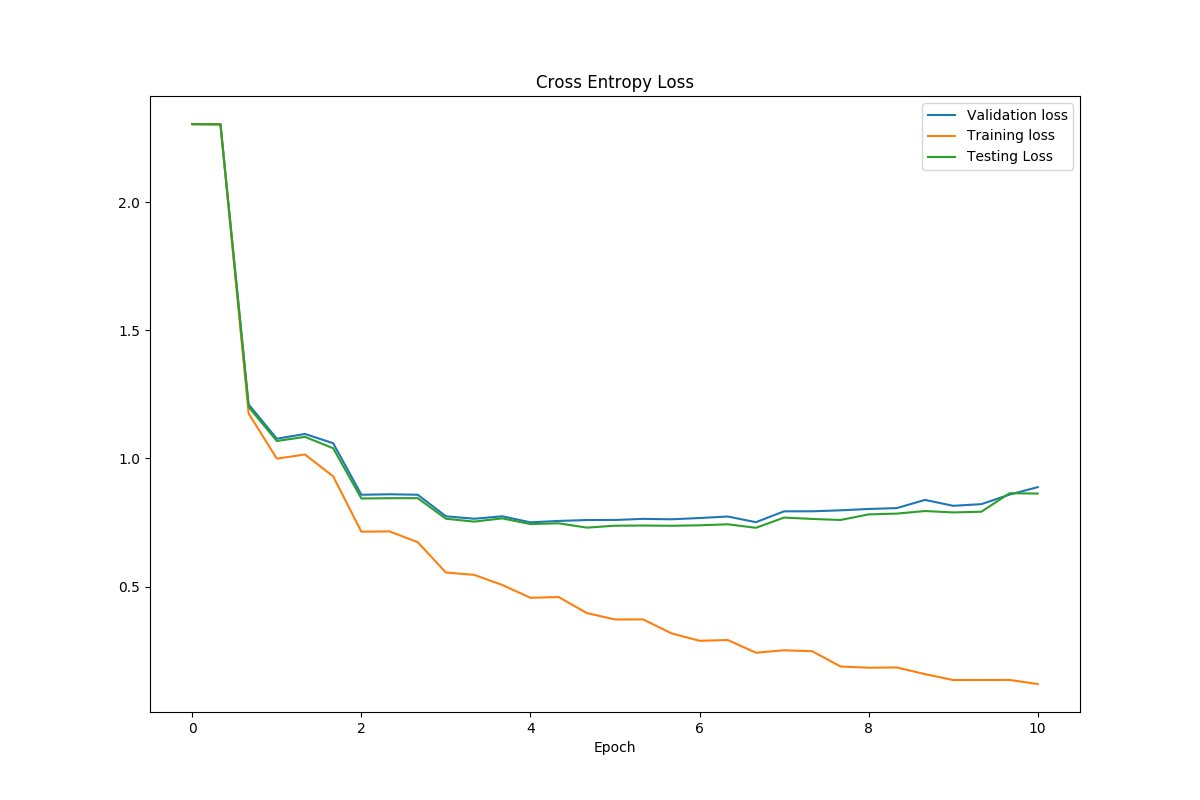 Cross Entropy Loss
Validation loss
Training loss
Testing Loss
2.0
1.5
1.0
0.5
0 2 4 6 8 10
Epoch